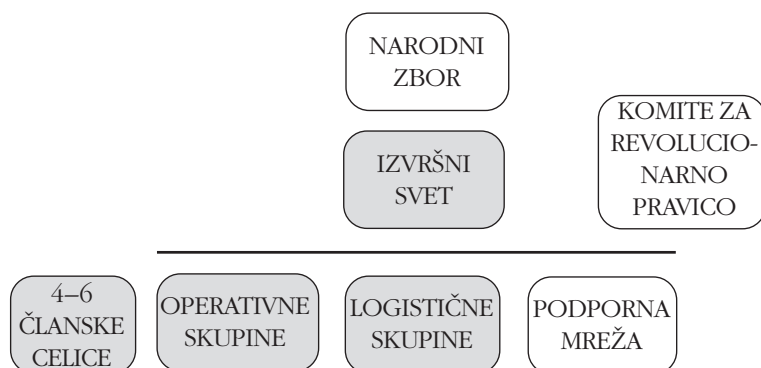 NARODNI
ZBOR
KOMITE ZA
REVOLUCIO-
NARNO
PRAVICO
IZVRŠNI
SVET
4–6
ČLANSKE
CELICE
OPERATIVNE
SKUPINE
LOGISTIČNE
SKUPINE
PODPORNA
MREŽA